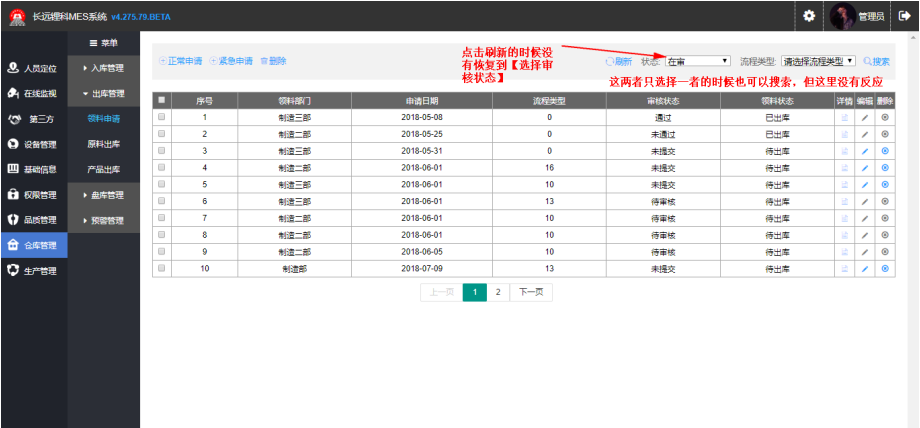 长远锂科MES系统 v4.275.79.BETA
管理员
菜单
人员定位
在线监视
第三方
设备管理
基础信息
权限管理
品质管理
仓库管理
生产管理
入库管理
出库管理
领料申请
原料出库
产品出库
盘库管理
预警管理
点击刷新的时候没
有恢复到【选择审
核状态】
正常申请 紧急申请 删除
刷新 状态: 在审 流程类型: 请选择流程类型 搜索
这两者只选择一者的时候也可以搜索，但这里没有反应
序号 领料部门 申请日期 流程类型 审核状态 领料状态 详情 编辑 删除
1 制造三部 2018-05-08 0 通过 已出库
2 制造二部 2018-05-25 0 未通过 已出库
3 制造三部 2018-05-31 0 未提交 待出库
4 制造二部 2018-06-01 16 未提交 待出库
5 制造三部 2018-06-01 10 未提交 待出库
6 制造三部 2018-06-01 13 待审核 待出库
7 制造二部 2018-06-01 10 待审核 待出库
8 制造二部 2018-06-01 10 待审核 待出库
9 制造二部 2018-06-05 10 待审核 待出库
10 制造部 2018-07-09 13 未提交 待出库
上一页 1 2 下一页